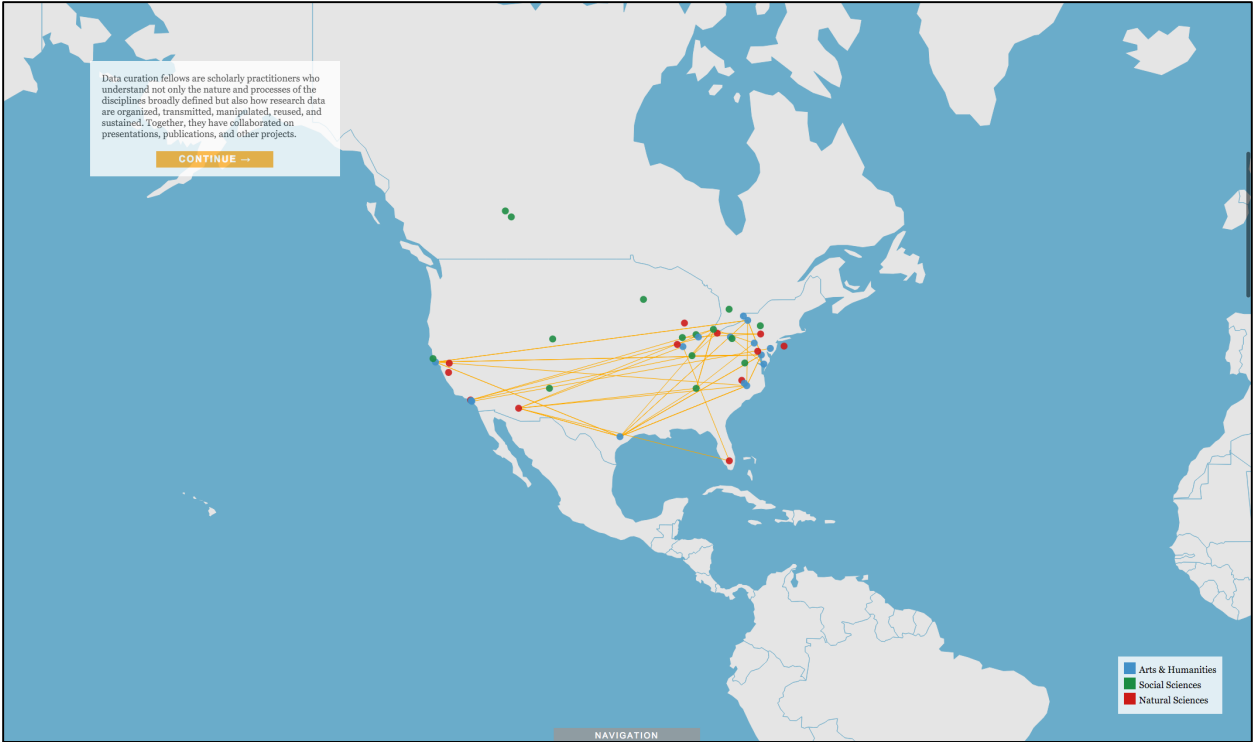 Data curation fellows are scholarly practitioners who
understand not only the nature and processes of the
disciplines broadly defined but also how research data
are organized, transmitted, manipulated, reused, and
sustained. Together, they have collaborated on
presentations, publications, and other projects.
CONTINUE →
Arts & Humanities
Social Sciences
Natural Sciences
NAVIGATION